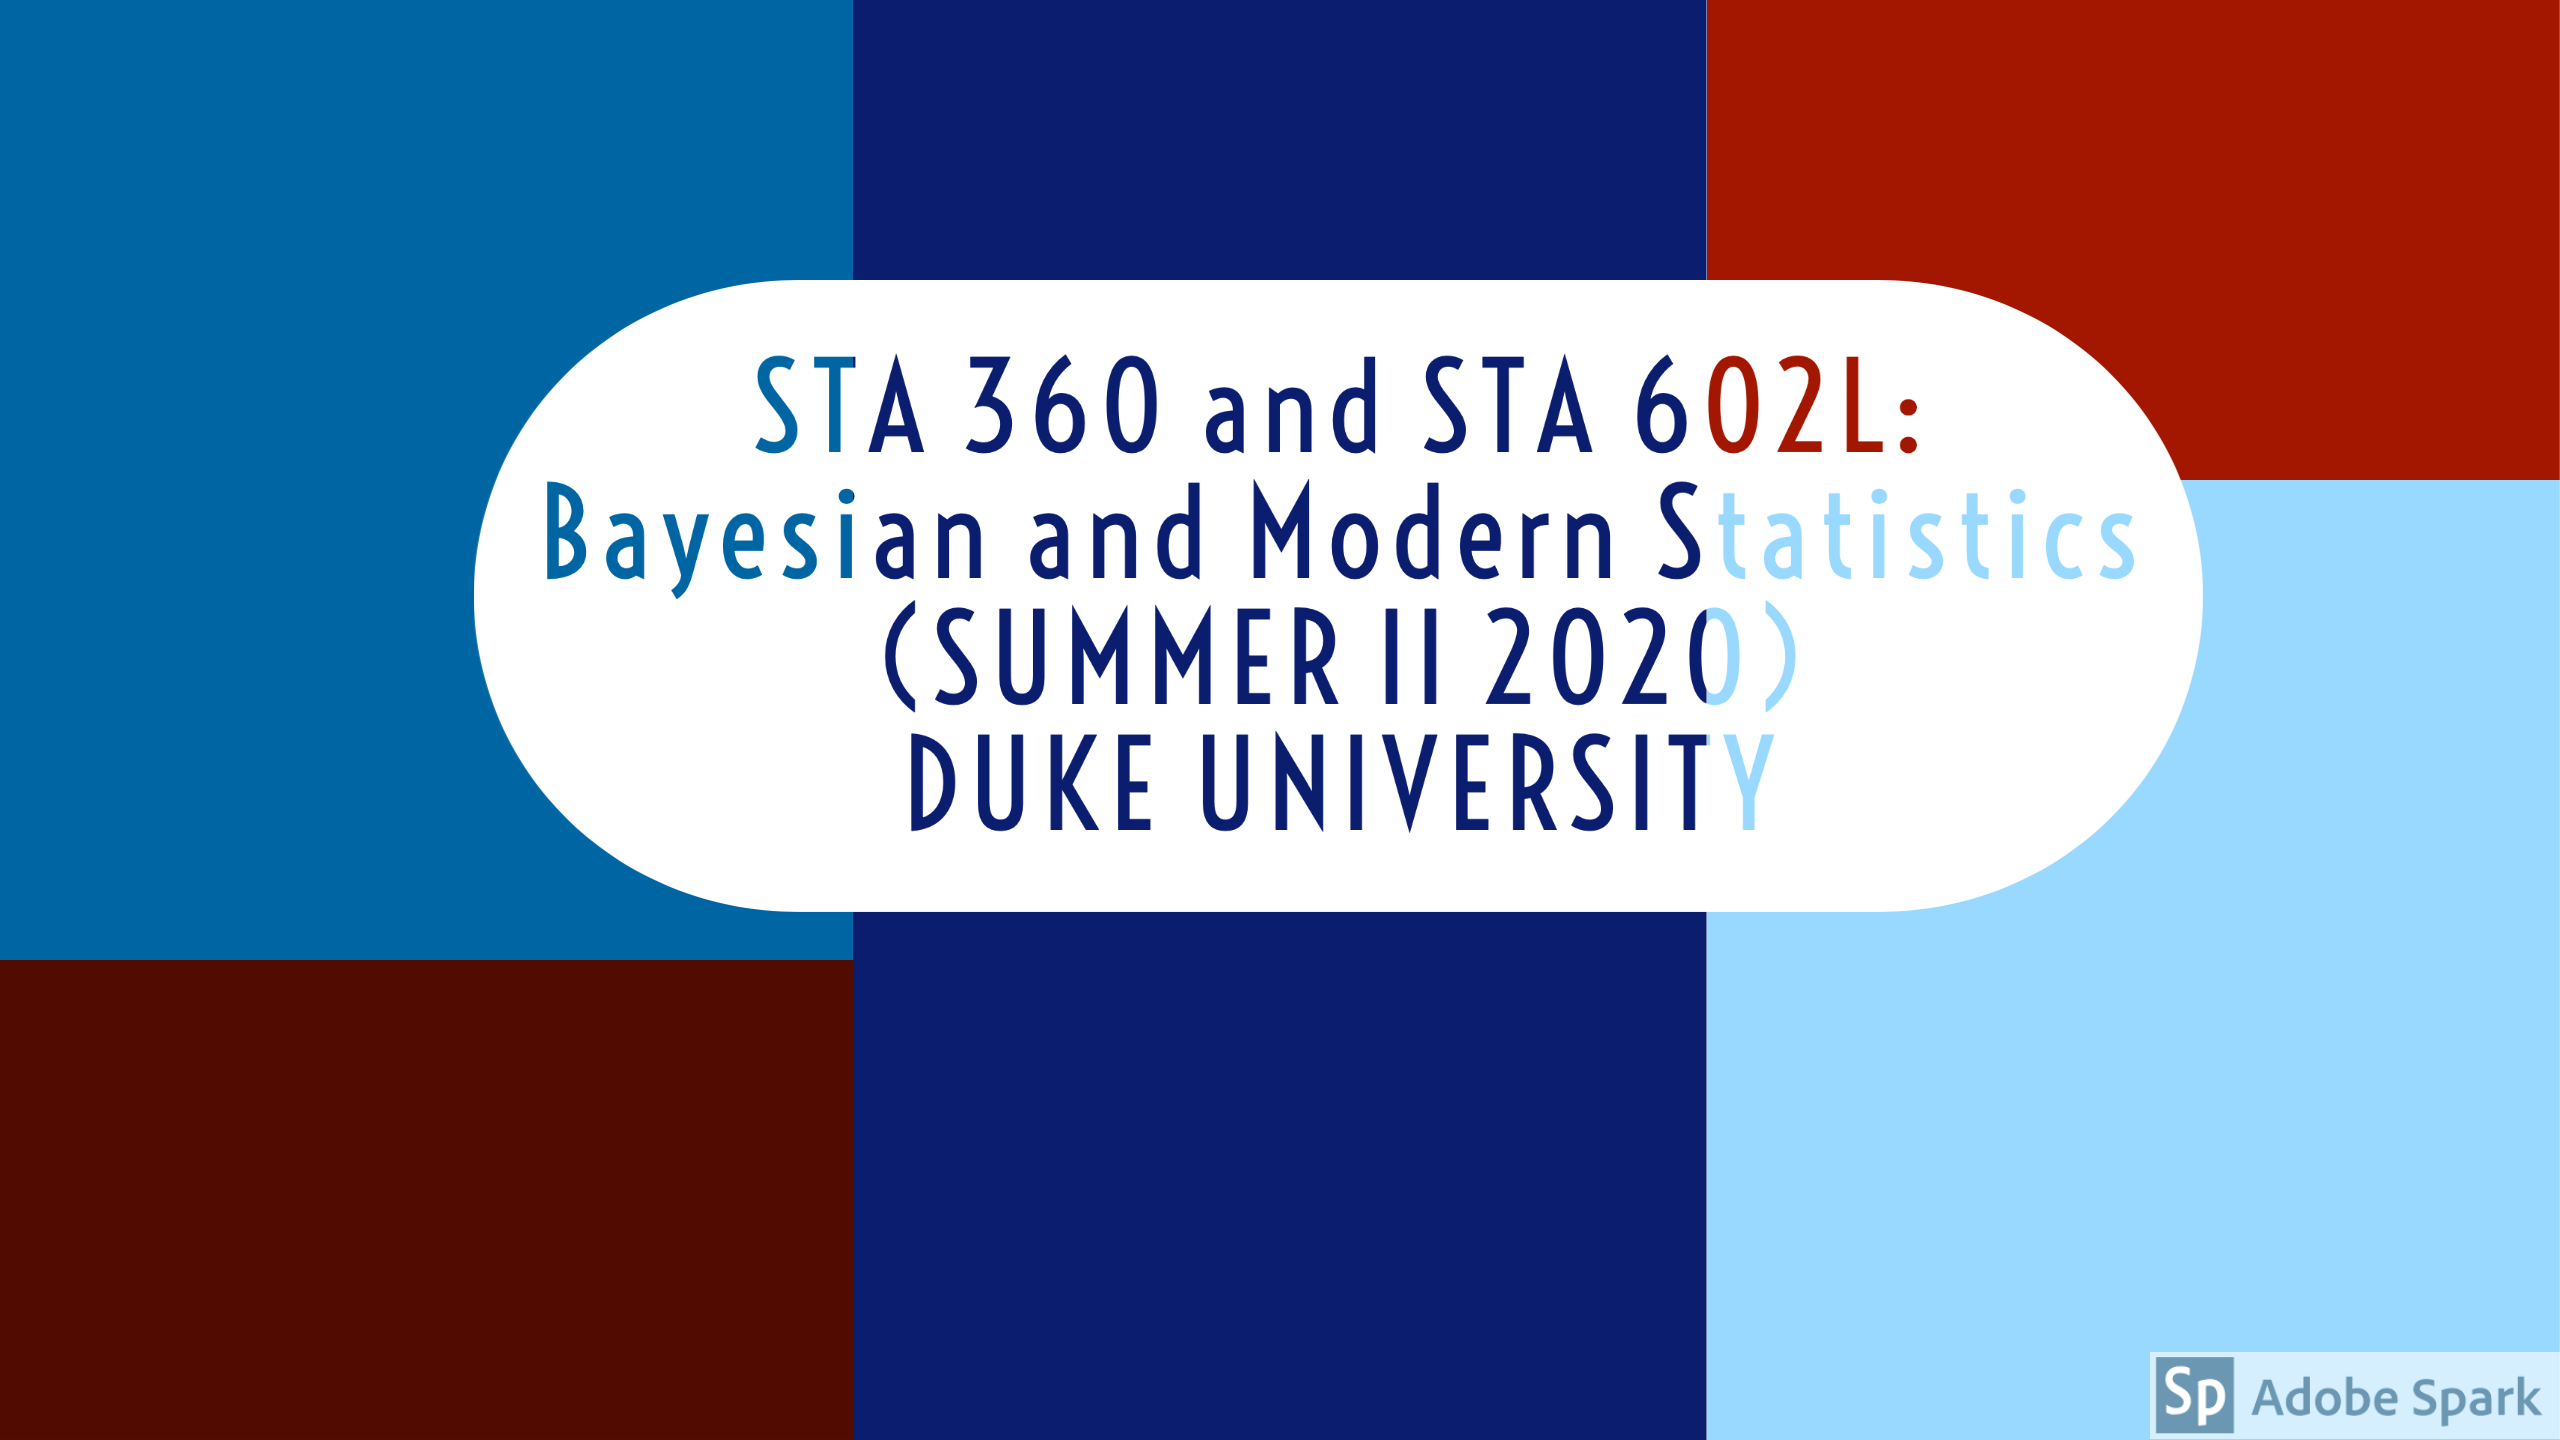 STA 360 and STA 602L:
Bayesian and Modern Statistics
(SUMMER II 2020)
DUKE UNIVERSITY
Sp Adobe Spark